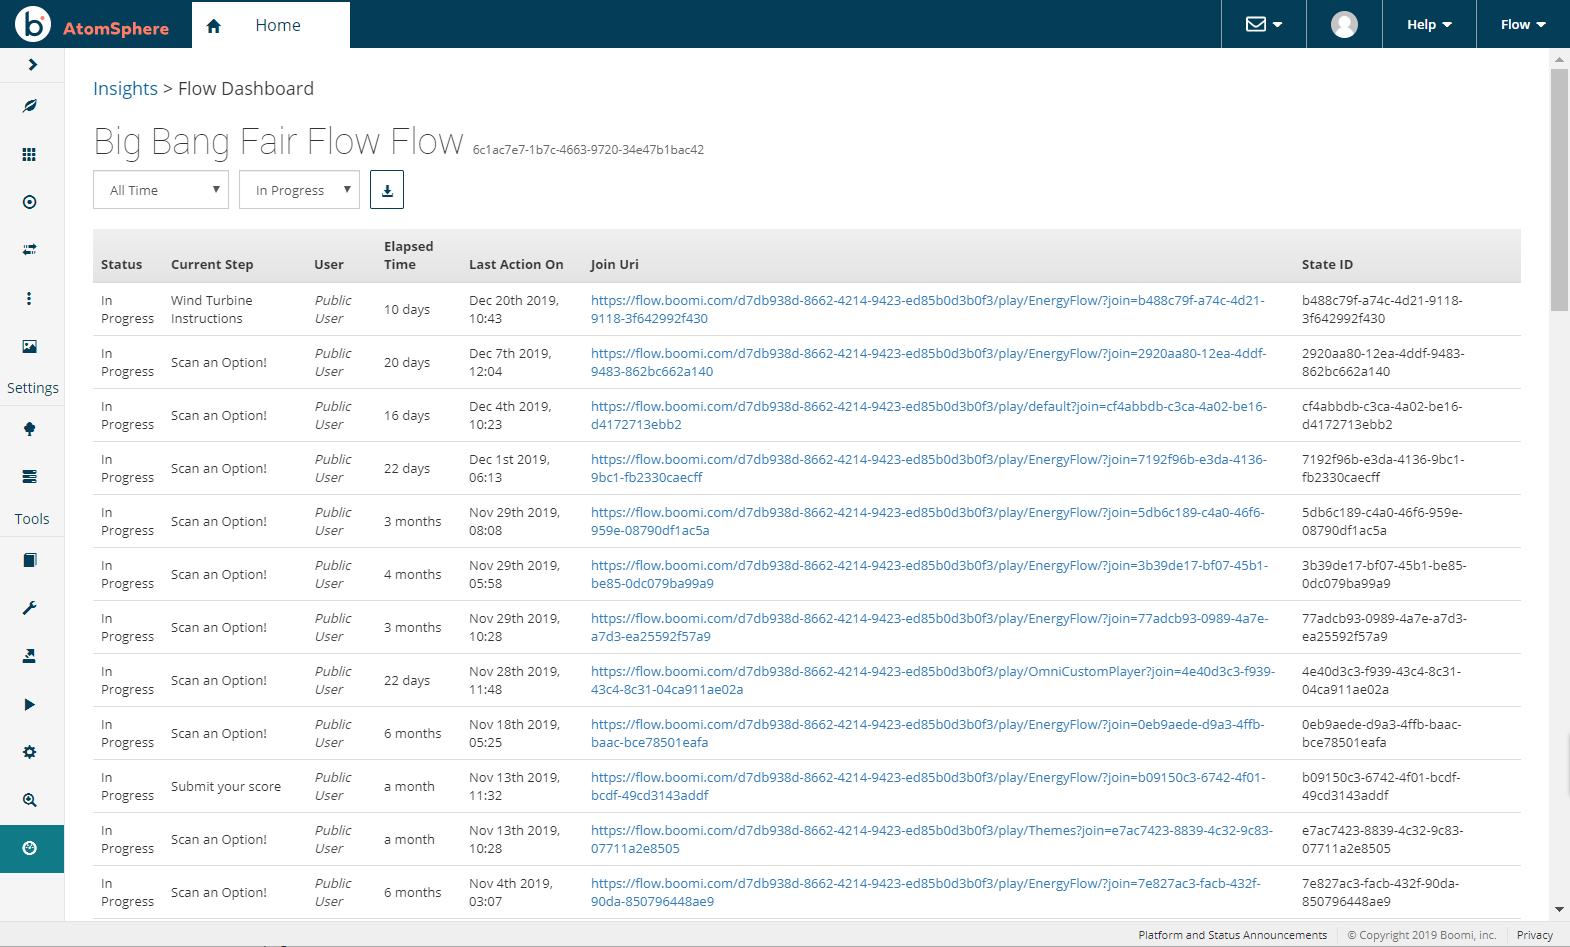 b AtomSphere Home Help Flow
Insights > Flow Dashboard
Big Bang Fair Flow Flow 6c1ac7e7-1b7c-4663-9720-34e47b1bac42
All Time In Progress
Settings
Tools
Status Current Step User Elapsed Time Last Action On Join Uri State ID
In Progress Wind Turbine Instructions Public User 10 days Dec 20th 2019, 10:43 https://flow.boomi.com/d7db938d-8662-4214-9423-ed85b0d3b0f3/play/EnergyFlow/?join=b488c79f-a74c-4d21-9118-3f642992f430 b488c79f-a74c-4d21-9118-3f642992f430
In Progress Scan an Option! Public User 20 days Dec 7th 2019, 12:04 https://flow.boomi.com/d7db938d-8662-4214-9423-ed85b0d3b0f3/play/EnergyFlow/?join=2920aa80-12ea-4ddf-9483-862bc662a140 2920aa80-12ea-4ddf-9483-862bc662a140
In Progress Scan an Option! Public User 16 days Dec 4th 2019, 10:23 https://flow.boomi.com/d7db938d-8662-4214-9423-ed85b0d3b0f3/play/default?join=cf4abbdb-c3ca-4a02-be16-d4172713ebb2 cf4abbdb-c3ca-4a02-be16-d4172713ebb2
In Progress Scan an Option! Public User 22 days Dec 1st 2019, 06:13 https://flow.boomi.com/d7db938d-8662-4214-9423-ed85b0d3b0f3/play/EnergyFlow/?join=7192f96b-e3da-4136-9bc1-fb2330caecff 7192f96b-e3da-4136-9bc1-fb2330caecff
In Progress Scan an Option! Public User 3 months Nov 29th 2019, 08:08 https://flow.boomi.com/d7db938d-8662-4214-9423-ed85b0d3b0f3/play/EnergyFlow/?join=5db6c189-c4a0-46f6-959e-08790df1ac5a 5db6c189-c4a0-46f6-959e-08790df1ac5a
In Progress Scan an Option! Public User 4 months Nov 29th 2019, 05:58 https://flow.boomi.com/d7db938d-8662-4214-9423-ed85b0d3b0f3/play/EnergyFlow/?join=3b39de17-bf07-45b1-be85-0dc079ba99a9 3b39de17-bf07-45b1-be85-0dc079ba99a9
In Progress Scan an Option! Public User 3 months Nov 29th 2019, 10:28 https://flow.boomi.com/d7db938d-8662-4214-9423-ed85b0d3b0f3/play/EnergyFlow/?join=77adcb93-0989-4a7e-a7d3-ea25592f57a9 77adcb93-0989-4a7e-a7d3-ea25592f57a9
In Progress Scan an Option! Public User 22 days Nov 28th 2019, 11:48 https://flow.boomi.com/d7db938d-8662-4214-9423-ed85b0d3b0f3/play/OmniCustomPlayer?join=4e40d3c3-f939-43c4-8c31-04ca911ae02a 4e40d3c3-f939-43c4-8c31-04ca911ae02a
In Progress Scan an Option! Public User 6 months Nov 18th 2019, 05:25 https://flow.boomi.com/d7db938d-8662-4214-9423-ed85b0d3b0f3/play/EnergyFlow/?join=0eb9aede-d9a3-4ffb-baac-bce78501eafa 0eb9aede-d9a3-4ffb-baac-bce78501eafa
In Progress Submit your score Public User a month Nov 13th 2019, 11:32 https://flow.boomi.com/d7db938d-8662-4214-9423-ed85b0d3b0f3/play/EnergyFlow/?join=b09150c3-6742-4f01-bcdf-49cd3143addf b09150c3-6742-4f01-bcdf-49cd3143addf
In Progress Scan an Option! Public User a month Nov 13th 2019, 10:28 https://flow.boomi.com/d7db938d-8662-4214-9423-ed85b0d3b0f3/play/Themes?join=e7ac7423-8839-4c32-9c83-07711a2e8505 e7ac7423-8839-4c32-9c83-07711a2e8505
In Progress Scan an Option! Public User 6 months Nov 4th 2019, 03:07 https://flow.boomi.com/d7db938d-8662-4214-9423-ed85b0d3b0f3/play/EnergyFlow/?join=7e827ac3-facb-432f-90da-850796448ae9 7e827ac3-facb-432f-90da-850796448ae9
Platform and Status Announcements © Copyright 2019 Boomi, inc. Privacy